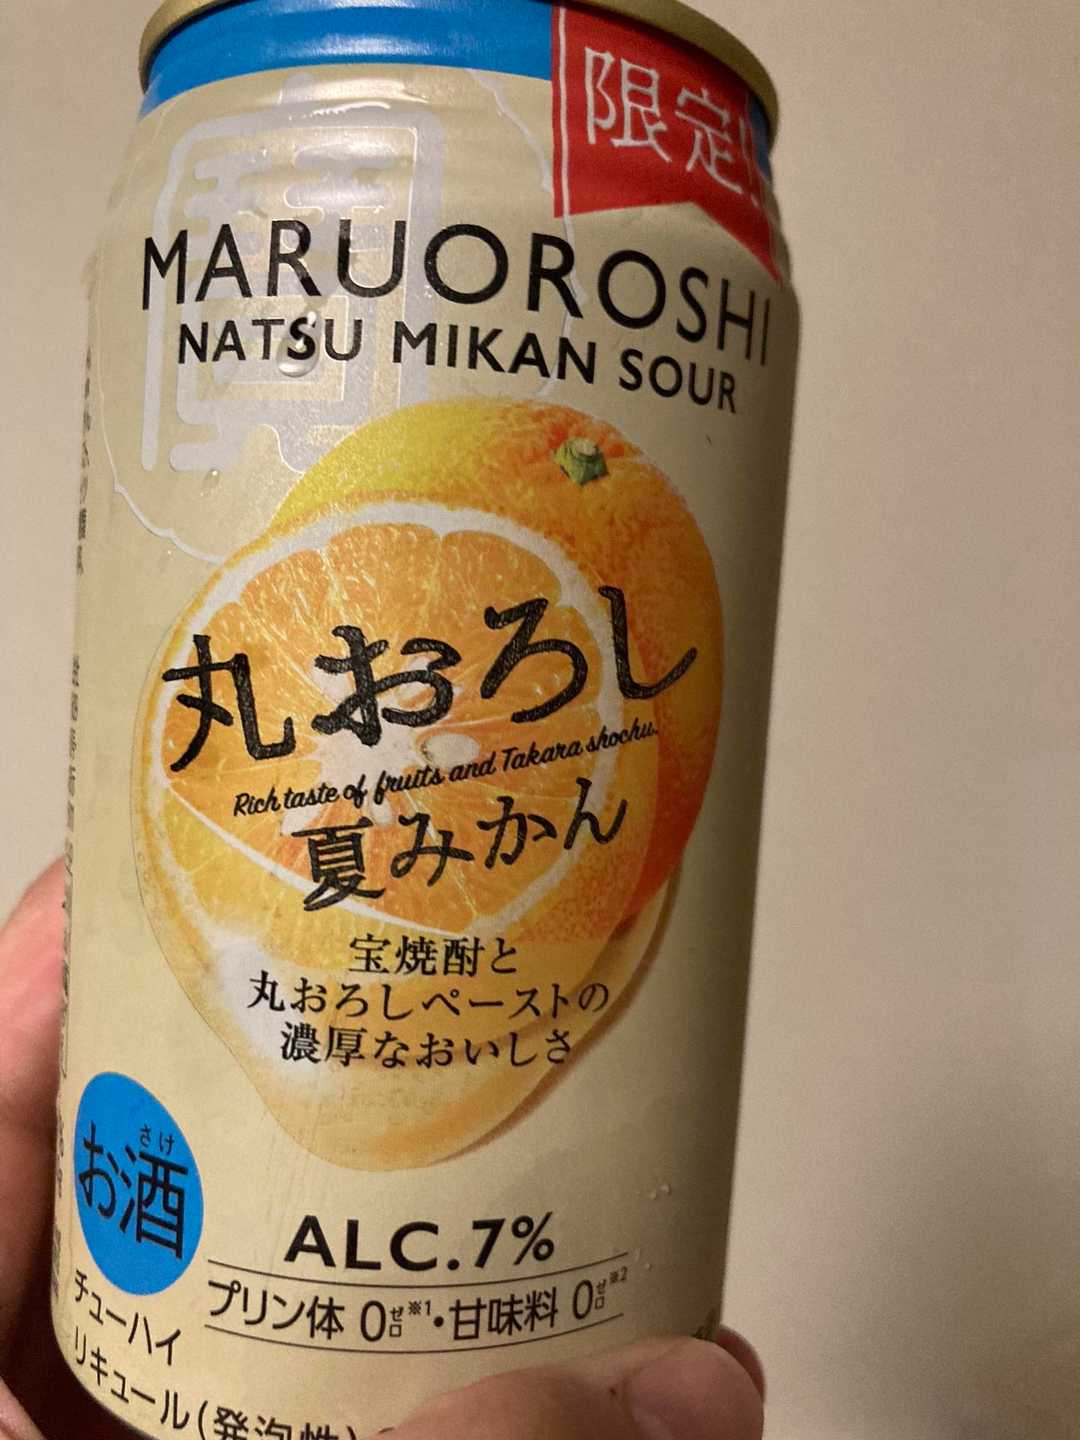 限定!
MARUOROSHI
NATSU MIKAN SOUR
丸おろし
Rich taste of fruits and Takara shochu.
夏みかん
宝焼酎と
丸おろしペーストの
濃厚なおいしさ
さけ
お酒
ALC.7%
プリン体 0ゼロ※1・甘味料 0ゼロ※2
チューハイ
リキュール(発泡性)